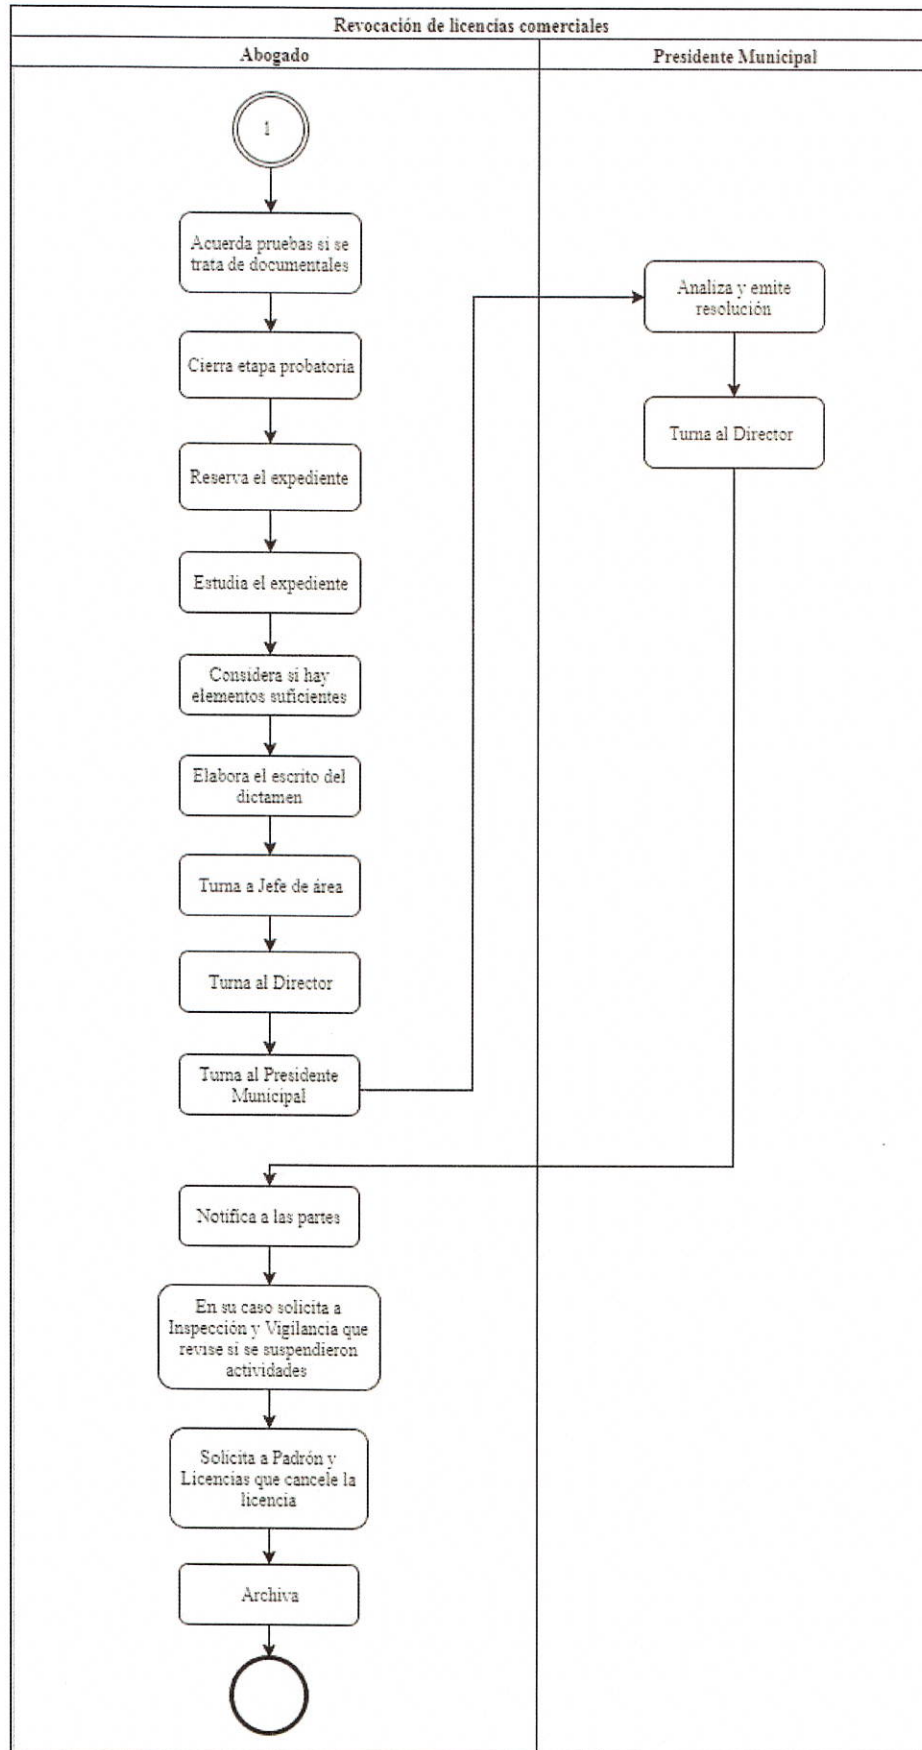 Revocación de licencias comerciales
Abogado
Presidente Municipal
1
Acuerda pruebas si se
trata de documentales
Cierra etapa probatoria
Reserva el expediente
Estudia el expediente
Considera si hay
elementos suficientes
Elabora el escrito del
dictamen
Turna a Jefe de área
Turna al Director
Turna al Presidente
Municipal
Analiza y emite
resolución
Turna al Director
Notifica a las partes
En su caso solicita a
Inspección y Vigilancia que
revise si se suspendieron
actividades
Solicita a Padrón y
Licencias que cancele la
licencia
Archiva